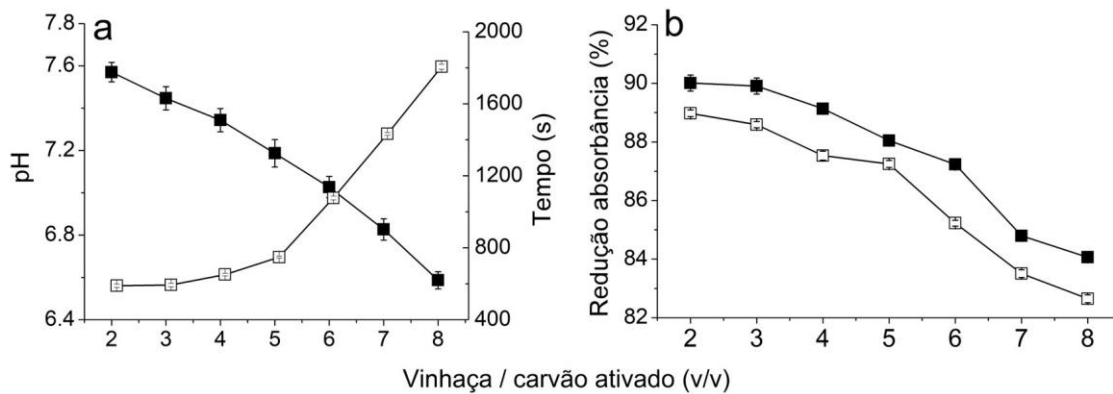 a
pH
7.8
7.6
7.2
6.8
6.4
2 3 4 5 6 7 8
2000
1600
1200
800
400
Tempo (s)
b
Redução absorbância (%)
92
90
88
86
84
82
2 3 4 5 6 7 8
Vinhaça / carvão ativado (v/v)